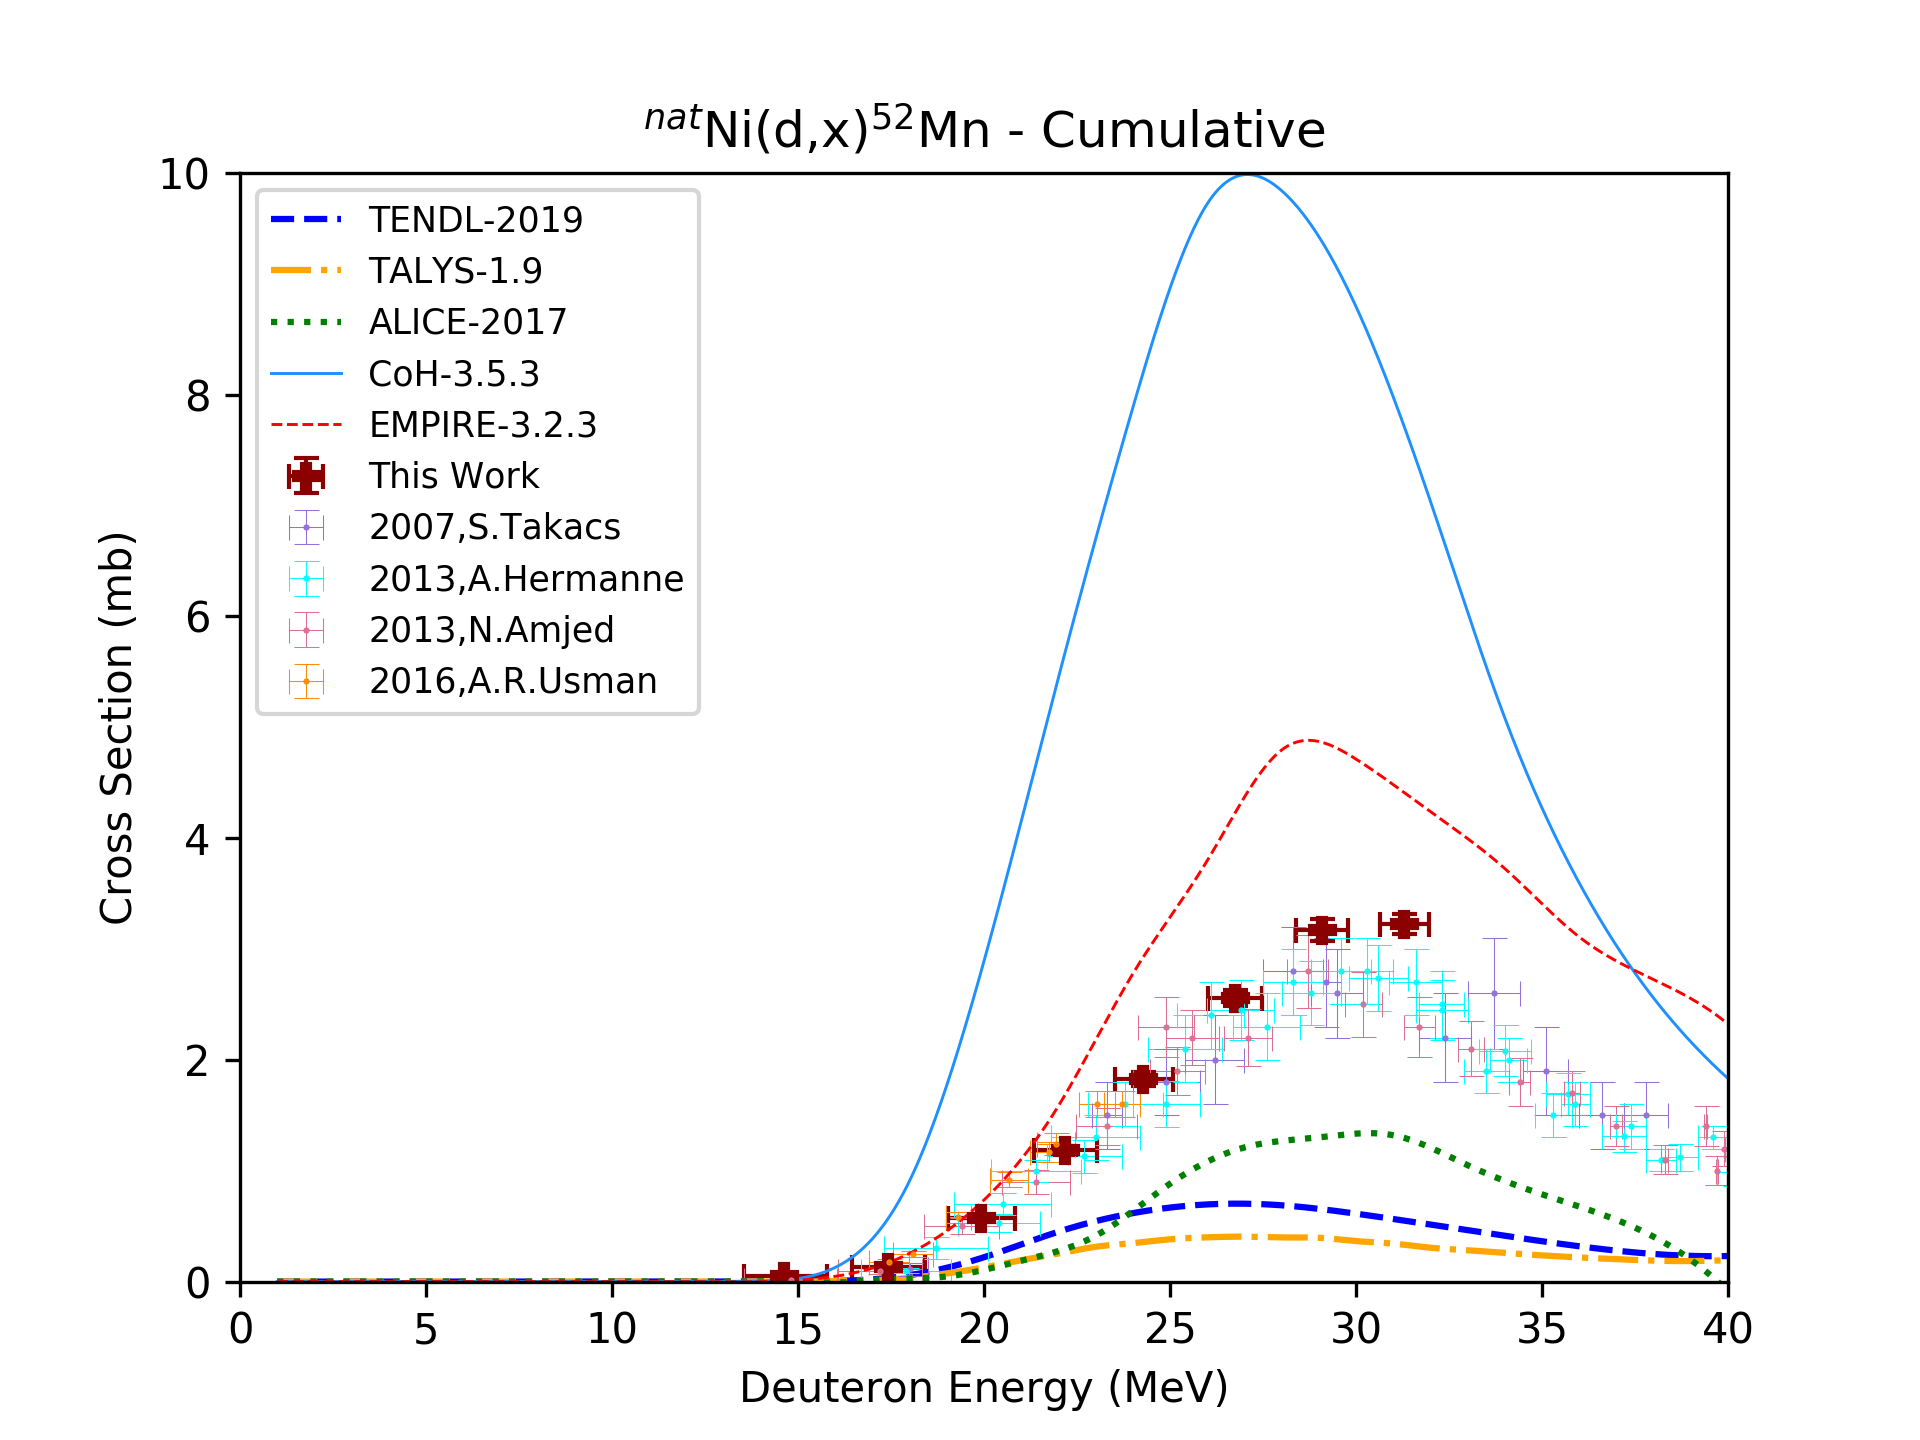 natNi(d,x)52Mn - Cumulative
10
8
6
4
2
0
Cross Section (mb)
TENDL-2019
TALYS-1.9
ALICE-2017
CoH-3.5.3
EMPIRE-3.2.3
This Work
2007,S.Takacs
2013,A.Hermanne
2013,N.Amjed
2016,A.R.Usman
0 5 10 15 20 25 30 35 40
Deuteron Energy (MeV)